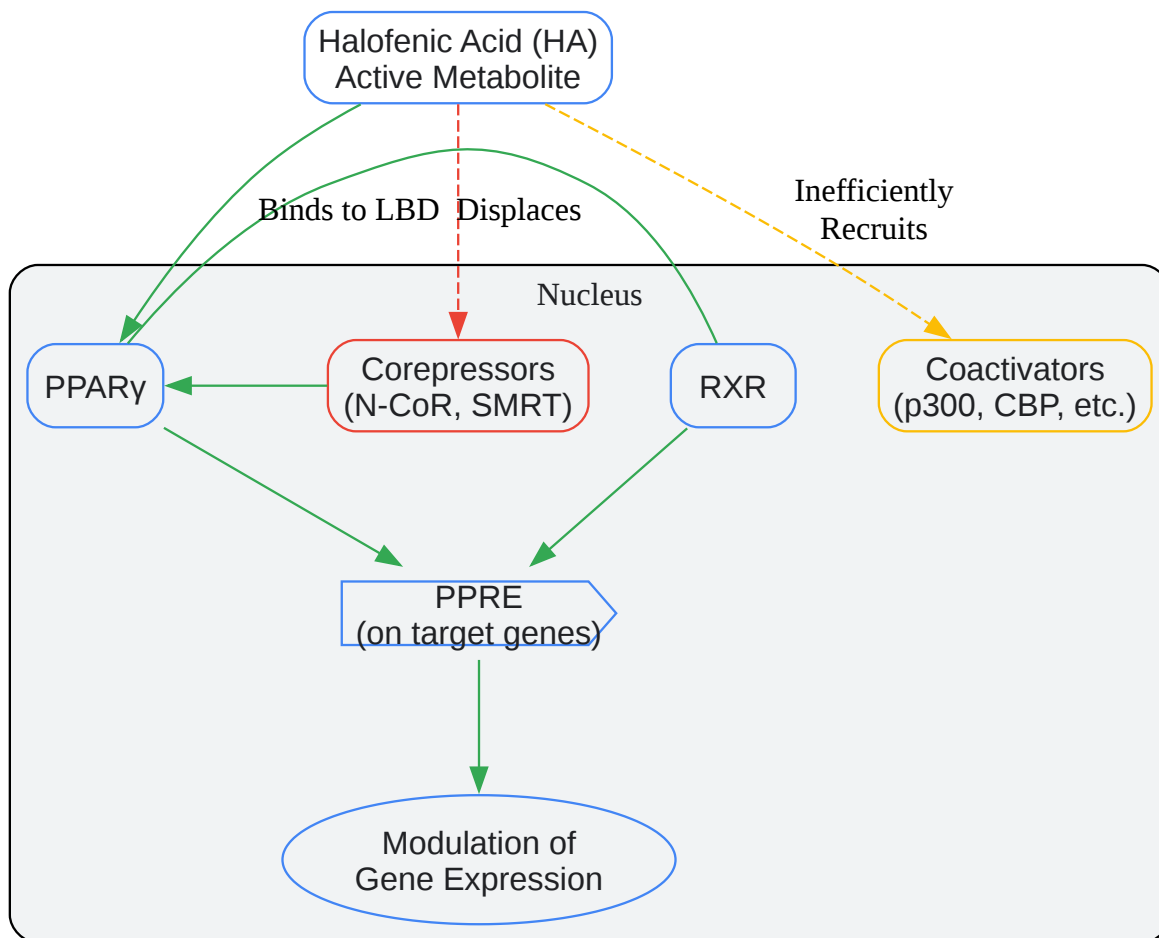 Halofenic Acid (HA)
Active Metabolite
Binds to LBD
Displaces
Inefficiently
Recruits
Nucleus
PPARγ
Corepressors
(N-CoR, SMRT)
RXR
Coactivators
(p300, CBP, etc.)
PPRE
(on target genes)
Modulation of
Gene Expression